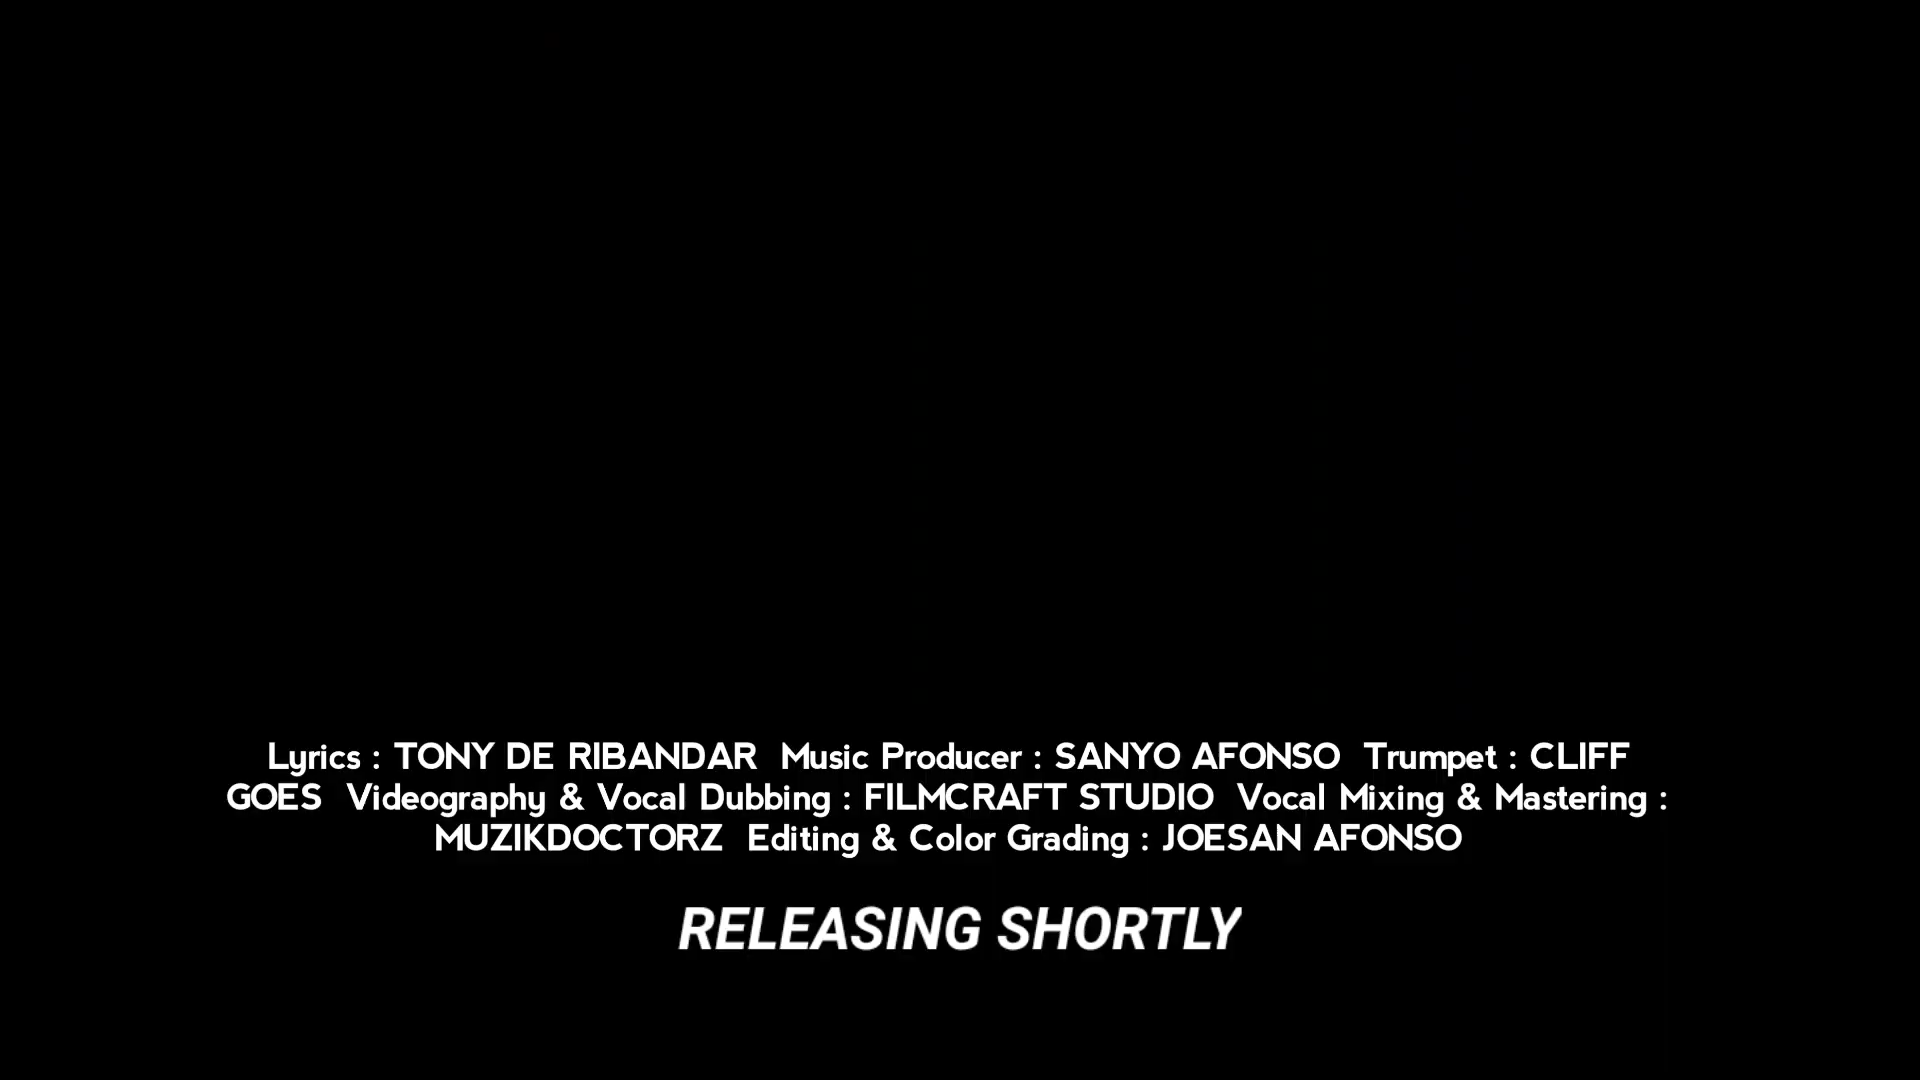 Lyrics : TONY DE RIBANDAR  Music Producer : SANYO AFONSO  Trumpet : CLIFF
GOES  Videography & Vocal Dubbing : FILMCRAFT STUDIO  Vocal Mixing & Mastering :
MUZIKDOCTORZ  Editing & Color Grading : JOESAN AFONSO
RELEASING SHORTLY